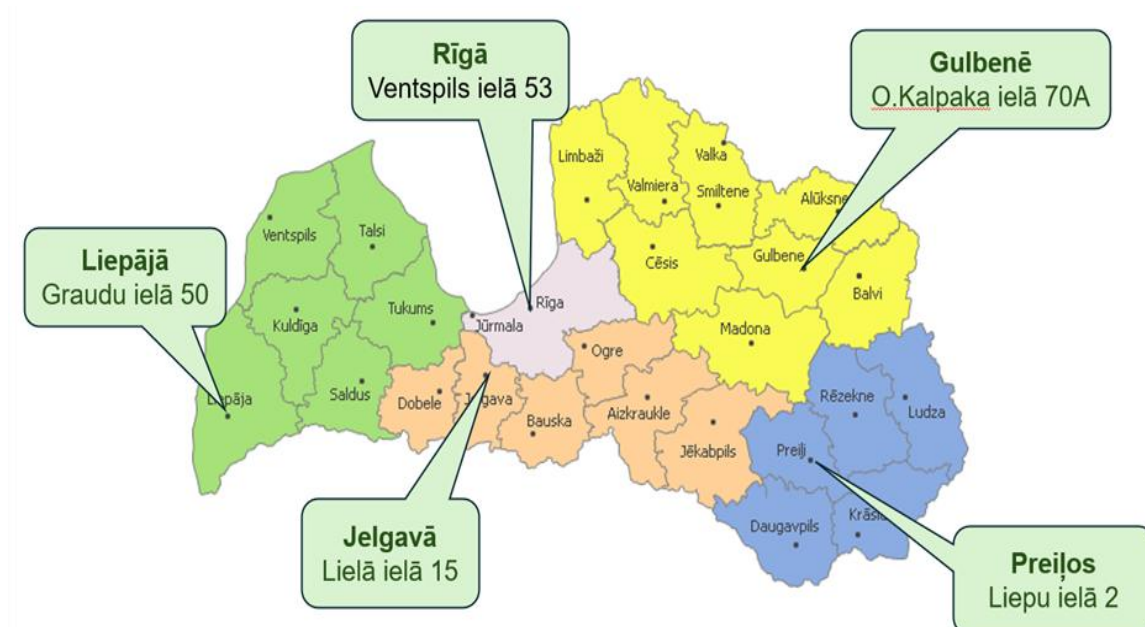 Rīgā
Ventspils ielā 53
Gulbenē
O.Kalpaka ielā 70A
Liepājā
Graudu ielā 50
Jelgavā
Lielā ielā 15
Preiļos
Liepu ielā 2
Limbaži
Valka
Valmiera
Smiltene
Alūksne
Ventspils
Talsi
Cēsis
Gulbene
Balvi
Kuldīga
Tukums
Rīga
Jūrmala
Madona
Ogre
Saldus
Dobele
Bauska
Aizkraukle
Jēkabpils
Rēzekne
Ludza
Preiļi
Daugavpils